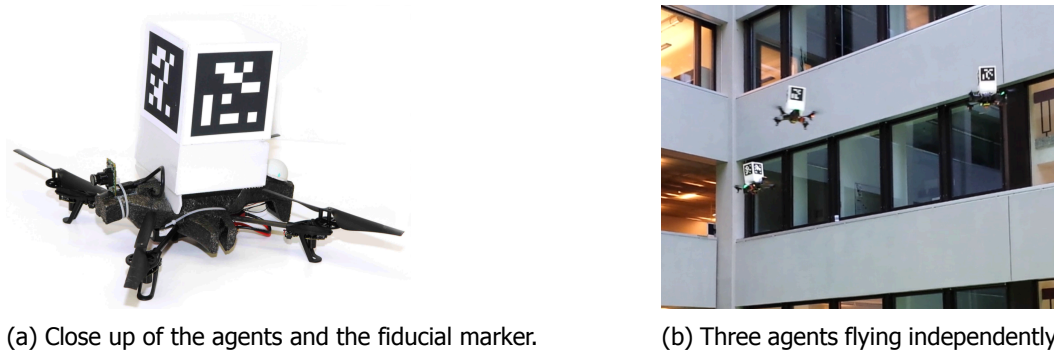 (a) Close up of the agents and the fiducial marker.
(b) Three agents flying independently